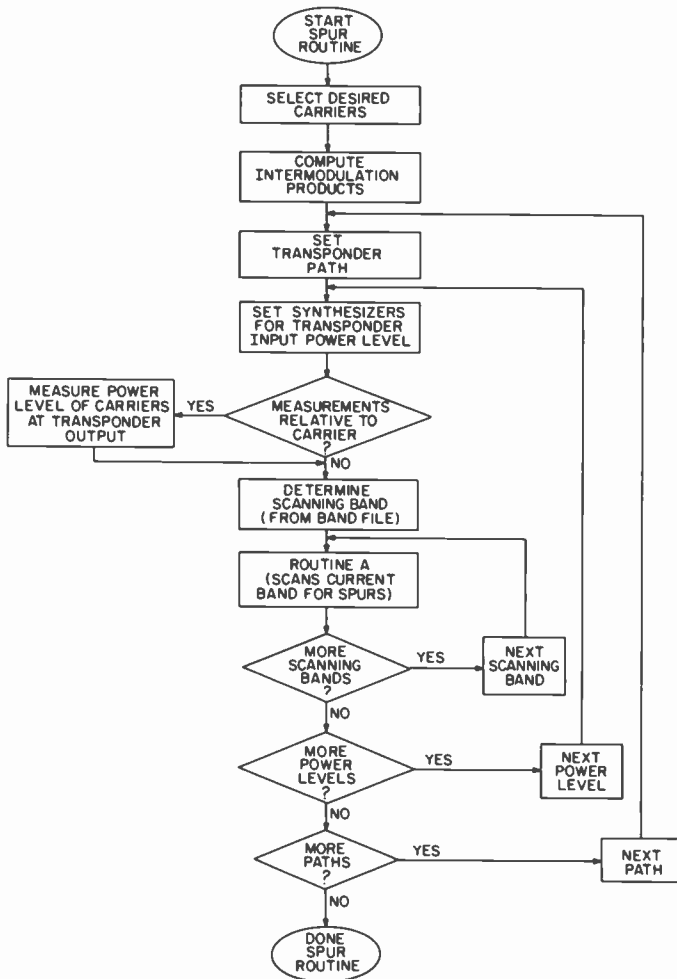 START
SPUR
ROUTINE
SELECT DESIRED
CARRIERS
COMPUTE
INTERMODULATION
PRODUCTS
SET
TRANSPONDER
PATH
SET SYNTHESIZERS
FOR TRANSPONDER
INPUT POWER LEVEL
MEASURE POWER
LEVEL OF CARRIERS
AT TRANSPONDER
OUTPUT
YES
MEASUREMENTS
RELATIVE TO
CARRIER
?
NO
DETERMINE
SCANNING BAND
(FROM BAND FILE)
ROUTINE A
(SCANS CURRENT
BAND FOR SPURS)
MORE
SCANNING
BANDS
?
YES
NEXT
SCANNING
BAND
NO
MORE
POWER
LEVELS
?
YES
NEXT
POWER
LEVEL
NO
MORE
PATHS
?
YES
NEXT
PATH
NO
DONE
SPUR
ROUTINE